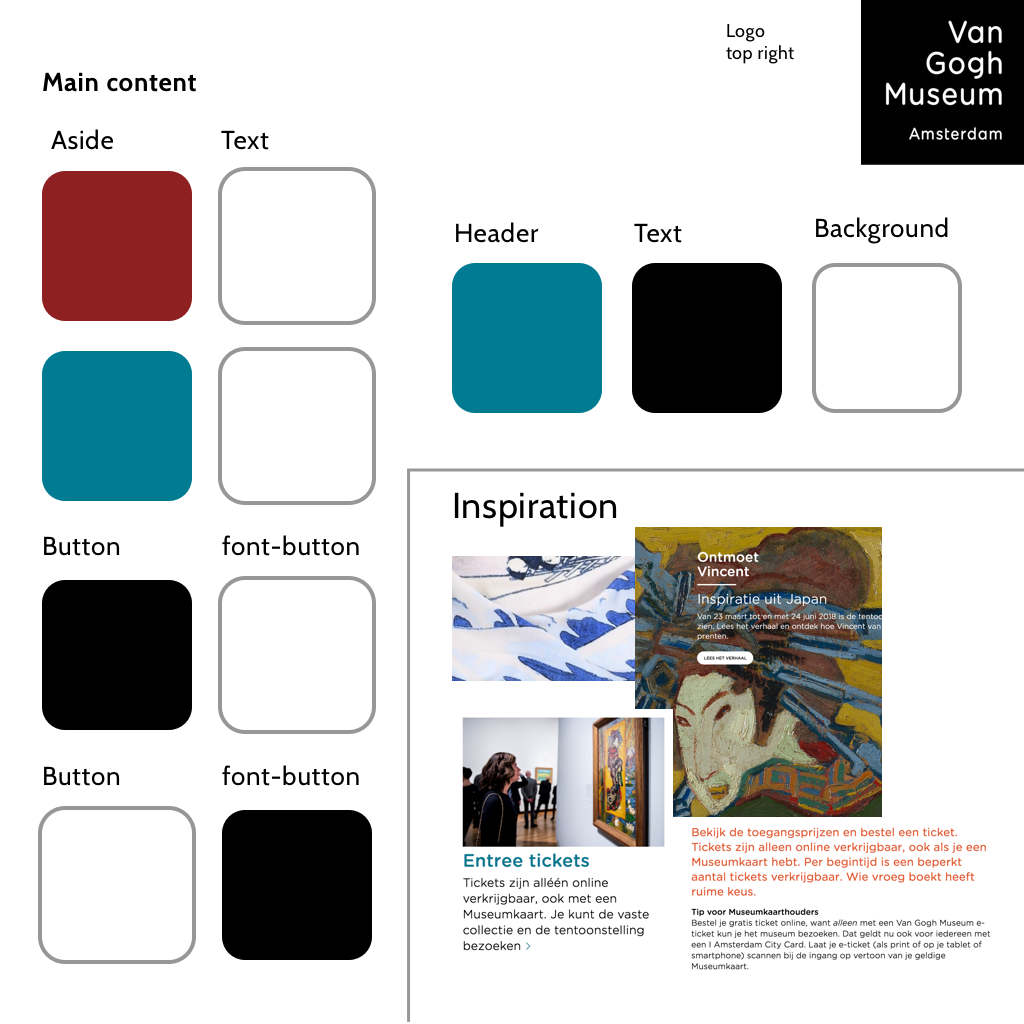 Logo
top right
Van
Gogh
Museum
Amsterdam
Main content
Aside
Text
Header
Text
Background
Button
font-button
Button
font-button
Inspiration
Ontmoet
Vincent
Inspiratie uit Japan
Van 23 maart tot en met 24 juni 2018 is de tentoo
zien. Lees het verhaal en ontdek hoe Vincent van
prenten.
LEES HET VERHAAL
Entree tickets
Tickets zijn alléén online
verkrijgbaar, ook met een
Museumkaart. Je kunt de vaste
collectie en de tentoonstelling
bezoeken >
Bekijk de toegangsprijzen en bestel een ticket.
Tickets zijn alleen online verkrijgbaar, ook als je een
Museumkaart hebt. Per begintijd is een beperkt
aantal tickets verkrijgbaar. Wie vroeg boekt heeft
ruime keus.
Tip voor Museumkaarthouders
Bestel je gratis ticket online, want alleen met een Van Gogh Museum e-
ticket kun je het museum bezoeken. Dat geldt nu ook voor iedereen met
een I Amsterdam City Card. Laat je e-ticket (als print of op je tablet of
smartphone) scannen bij de ingang op vertoon van je geldige
Museumkaart.